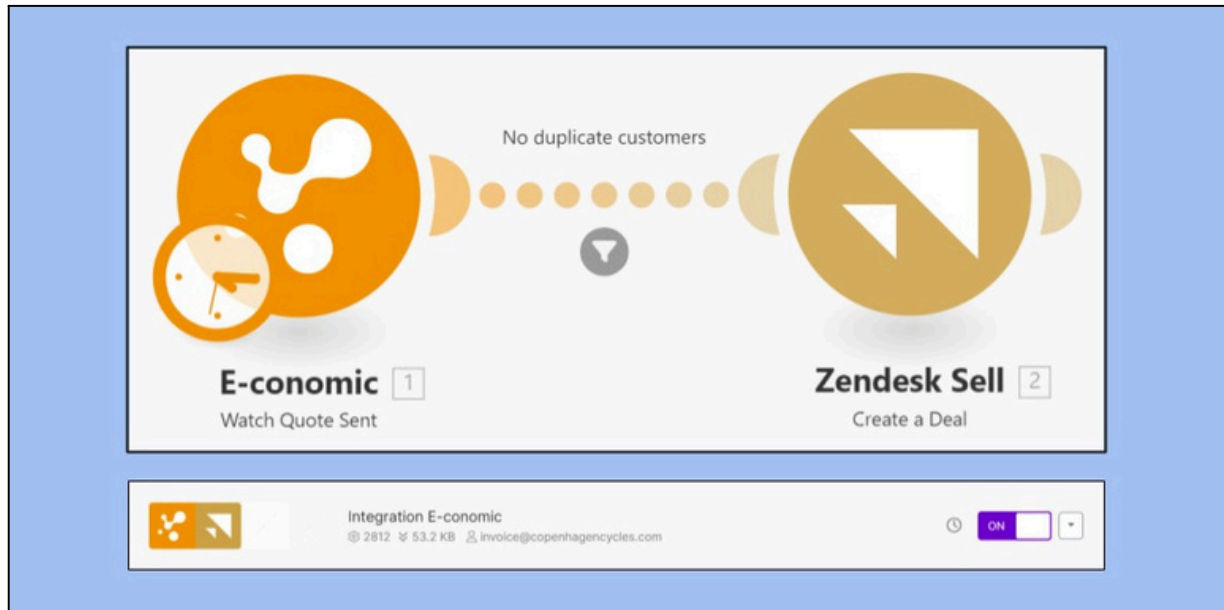 No duplicate customers
E-conomic 1
Zendesk Sell 2
Watch Quote Sent
Create a Deal
Integration E-conomic
2812 53.2 KB invoice@copenhagencycles.com
ON